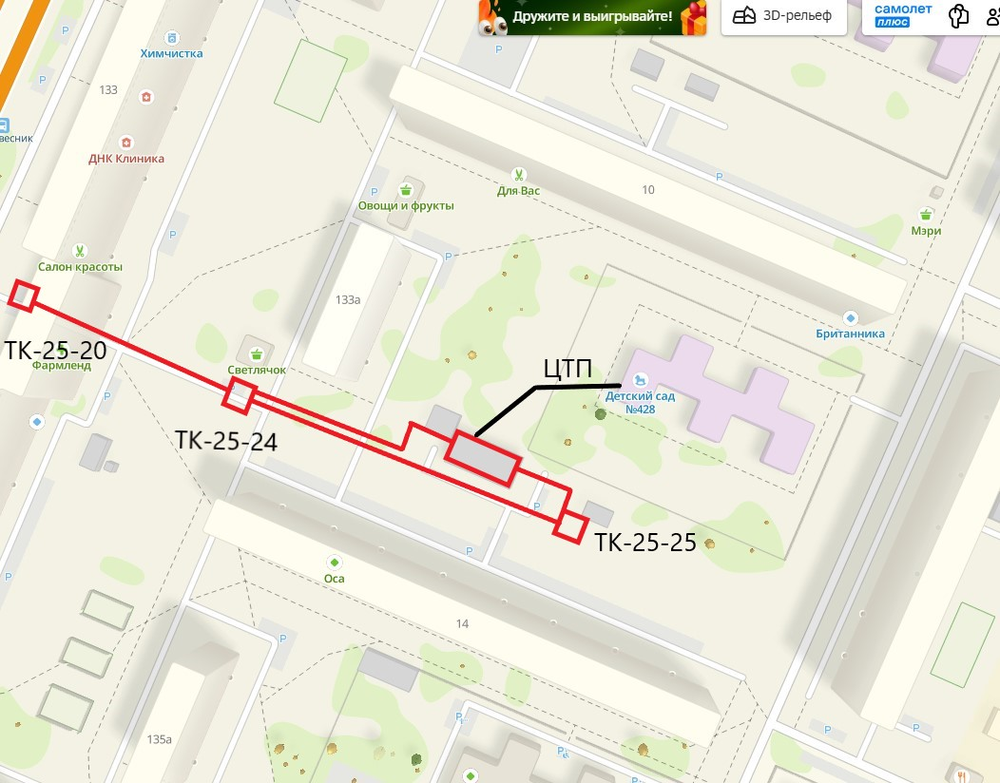 Дружите и выигрывайте!
3D-рельеф
самолет
плюс
P
Химчистка
P
133
P
ДНК Клиника
P
Овощи и фрукты
Для Вас
10
P
Мэри
P
Салон красоты
P
133а
Британника
ТК-25-20
Фармленд
Светлячок
ЦТП
Детский сад
№428
P
ТК-25-24
P
ТК-25-25
P
P
Оса
14
P
135а
P
P
P
P